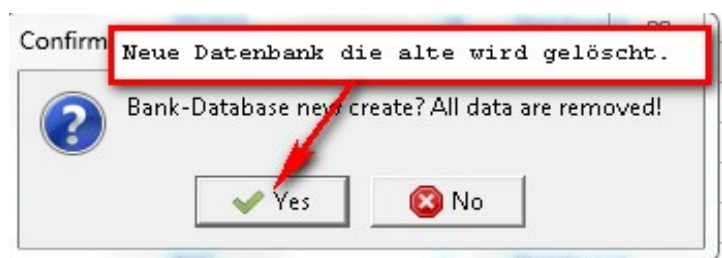 Confirm
Neue Datenbank die alte wird gelöscht.
Bank-Database new create? All data are removed!
Yes
No